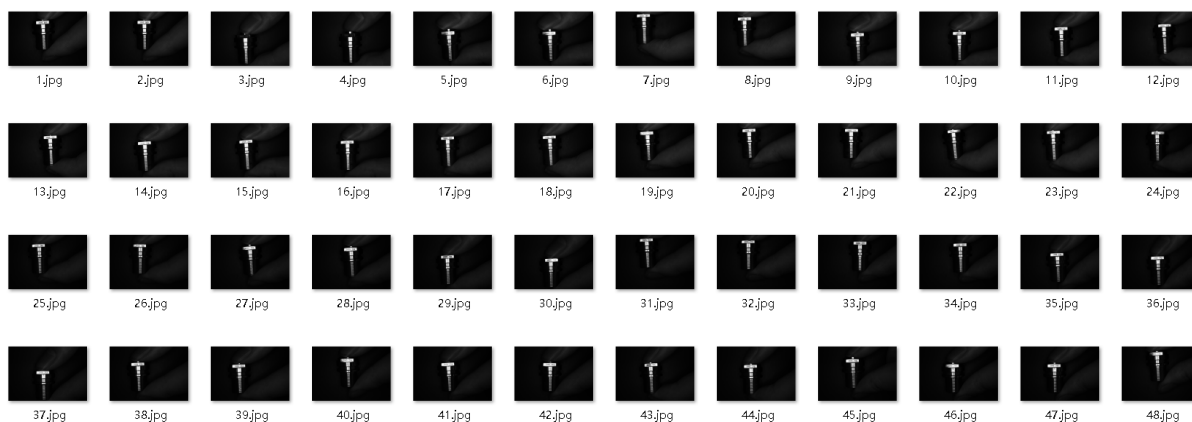 1.jpg 2.jpg 3.jpg 4.jpg 5.jpg 6.jpg 7.jpg 8.jpg 9.jpg 10.jpg 11.jpg 12.jpg
13.jpg 14.jpg 15.jpg 16.jpg 17.jpg 18.jpg 19.jpg 20.jpg 21.jpg 22.jpg 23.jpg 24.jpg
25.jpg 26.jpg 27.jpg 28.jpg 29.jpg 30.jpg 31.jpg 32.jpg 33.jpg 34.jpg 35.jpg 36.jpg
37.jpg 38.jpg 39.jpg 40.jpg 41.jpg 42.jpg 43.jpg 44.jpg 45.jpg 46.jpg 47.jpg 48.jpg